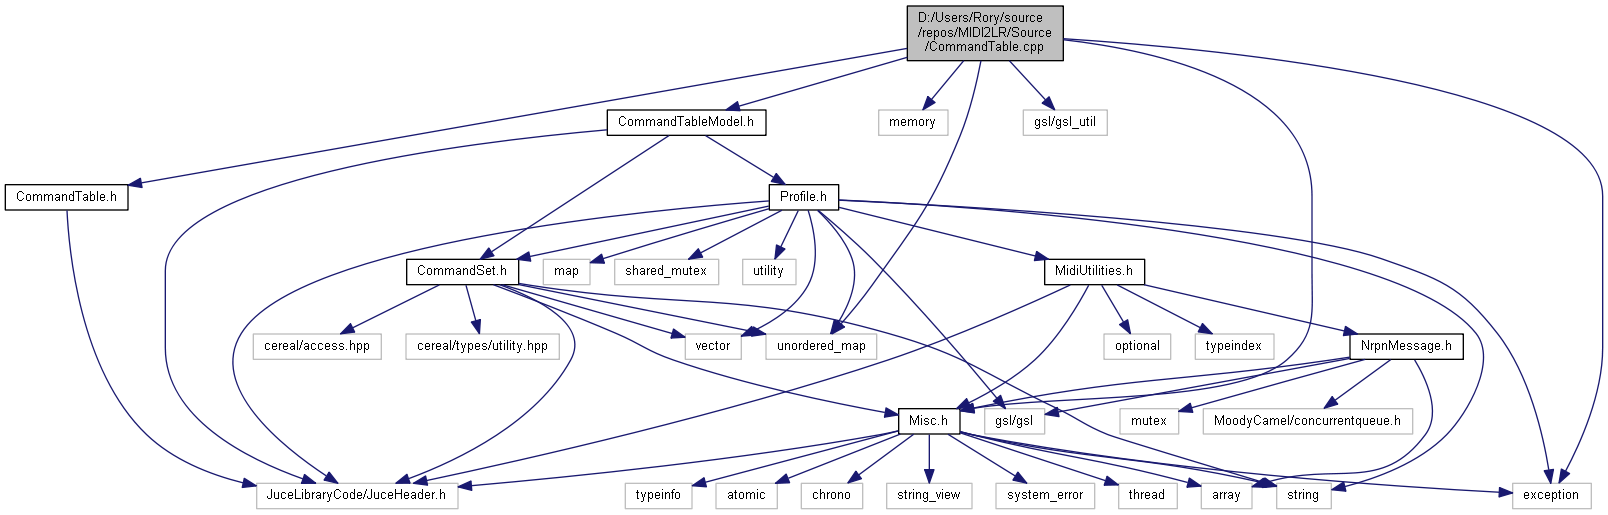 D:/Users/Rory/source
/repos/MIDI2LR/Source
/CommandTable.cpp
CommandTableModel.h
memory
gsl/gsl_util
CommandTable.h
Profile.h
CommandSet.h
map
shared_mutex
utility
MidiUtilities.h
cereal/access.hpp
cereal/types/utility.hpp
vector
unordered_map
optional
typeindex
NrpnMessage.h
Misc.h
gsl/gsl
mutex
MoodyCamel/concurrentqueue.h
JuceLibraryCode/JuceHeader.h
typeinfo
atomic
chrono
string_view
system_error
thread
array
string
exception